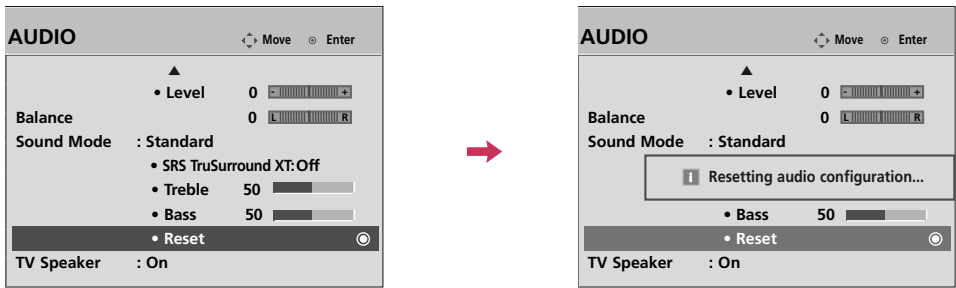 AUDIO Move Enter
▲
• Level 0 - +
Balance 0 L R
Sound Mode : Standard
• SRS TruSurround XT: Off
• Treble 50
• Bass 50
• Reset
TV Speaker : On
AUDIO Move Enter
▲
• Level 0 - +
Balance 0 L R
Sound Mode : Standard
i Resetting audio configuration...
• Bass 50
• Reset
TV Speaker : On